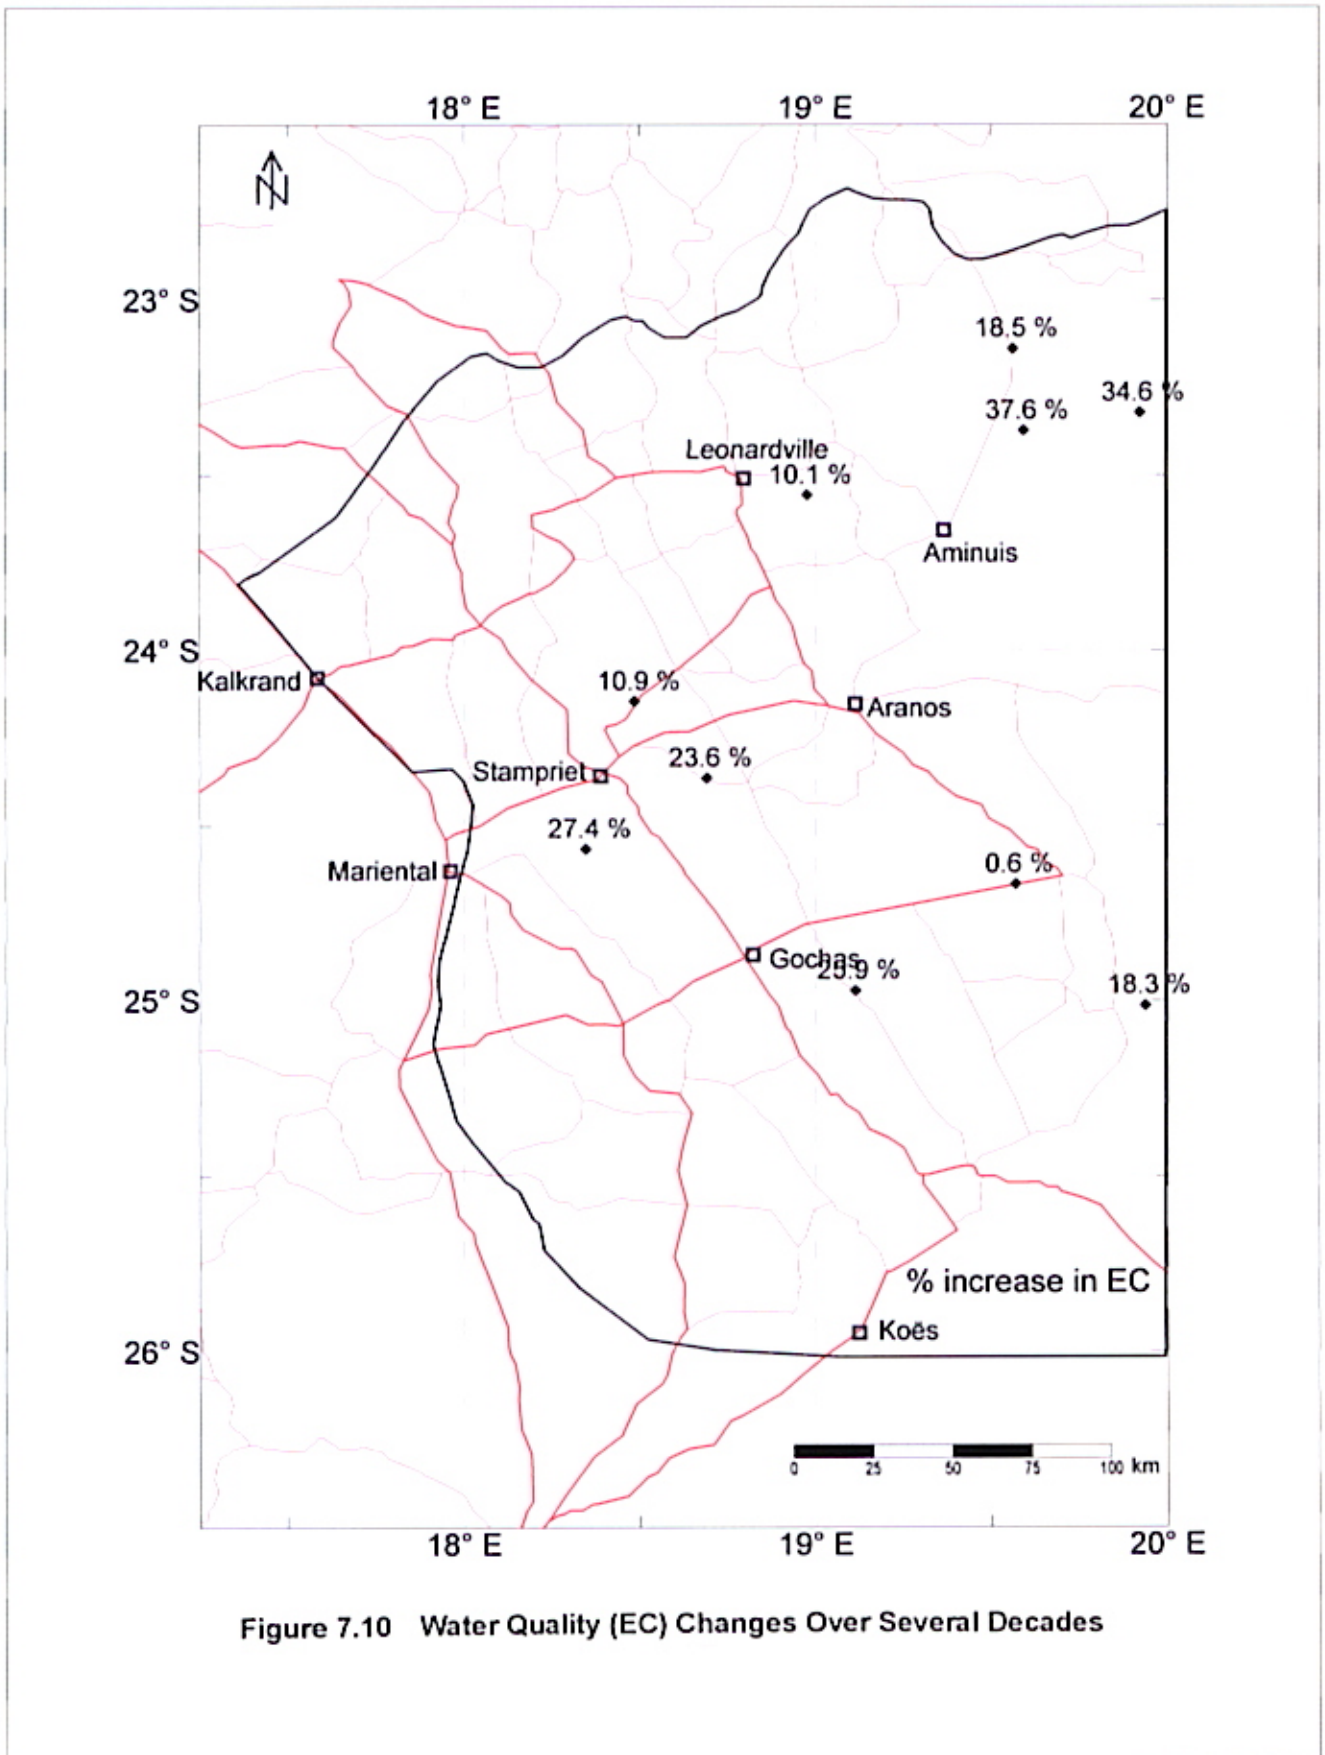 18° E 19° E 20° E
N
23° S
18.5 %
34.6 %
37.6 %
Leonardville
10.1 %
Aminuis
24° S
Kalkrand
10.9 %
Aranos
23.6 %
Stampriet
27.4 %
0.6 %
Mariental
Gochas
25° S
18.3 %
% increase in EC
Koës
26° S
0 25 50 75 100 km
18° E 19° E 20° E
Figure 7.10 Water Quality (EC) Changes Over Several Decades